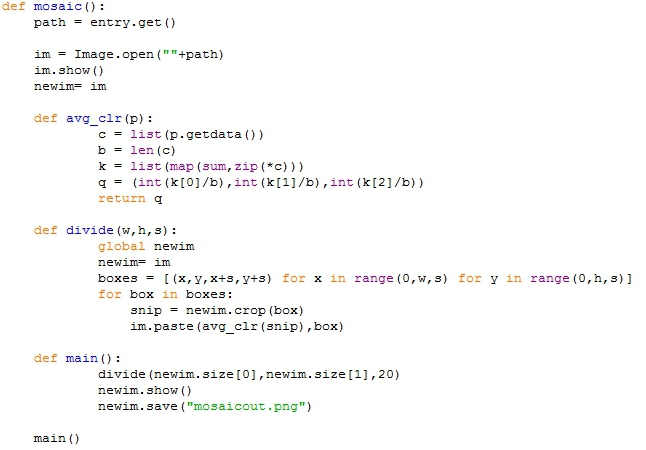 def mosaic():
    path = entry.get()

    im = Image.open(""+path)
    im.show()
    newim= im

    def avg_clr(p):
            c = list(p.getdata())
            b = len(c)
            k = list(map(sum,zip(*c)))
            q = (int(k[0]/b),int(k[1]/b),int(k[2]/b))
            return q

    def divide(w,h,s):
            global newim
            newim= im
            boxes = [(x,y,x+s,y+s) for x in range(0,w,s) for y in range(0,h,s)]
            for box in boxes:
                snip = newim.crop(box)
                im.paste(avg_clr(snip),box)

    def main():
            divide(newim.size[0],newim.size[1],20)
            newim.show()
            newim.save("mosaicout.png")

    main()